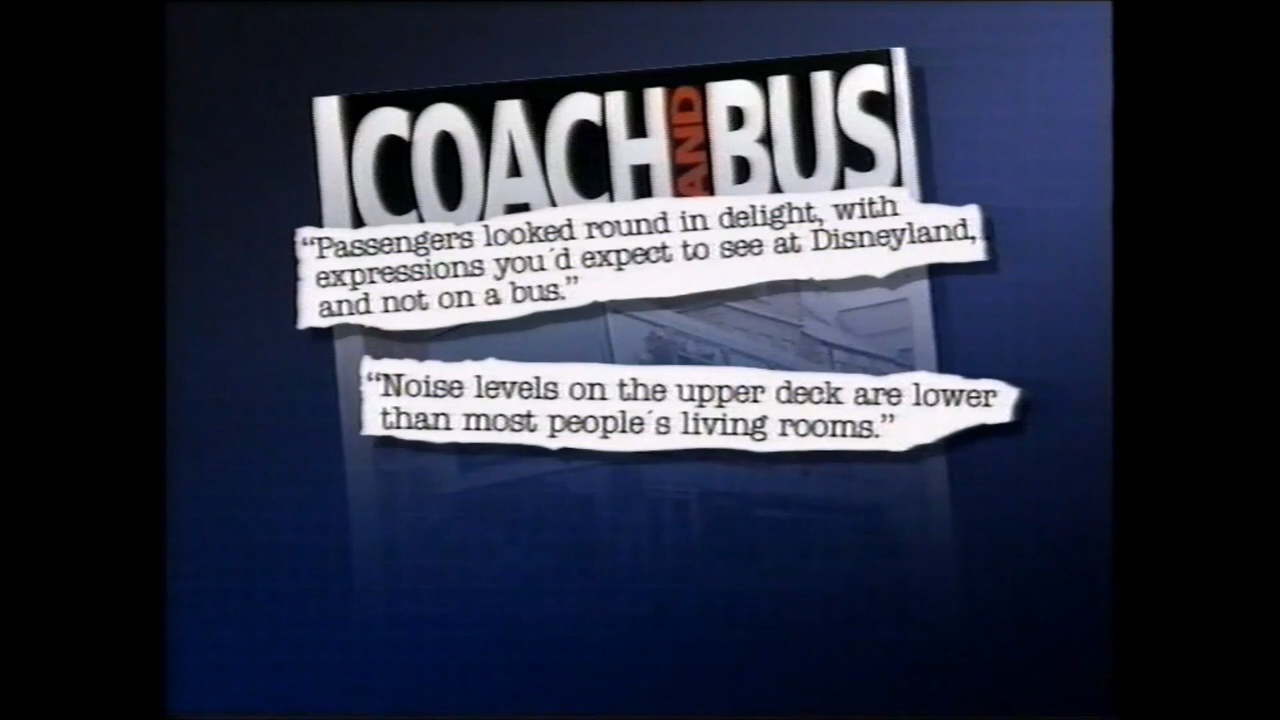 COACH AND BUS
“Passengers looked round in delight, with
expressions you´d expect to see at Disneyland,
and not on a bus.”
“Noise levels on the upper deck are lower
than most people´s living rooms.”